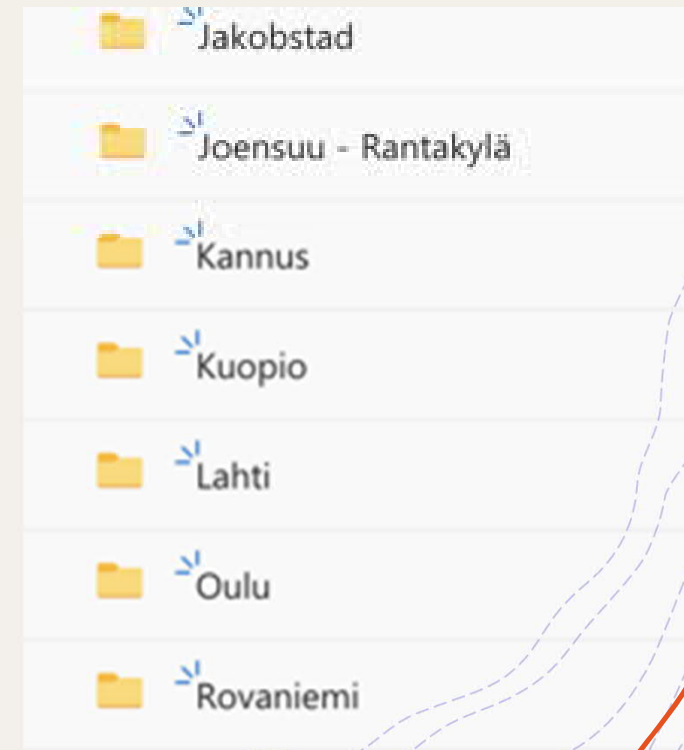 Jakobstad
Joensuu - Rantakylä
Kannus
Kuopio
Lahti
Oulu
Rovaniemi